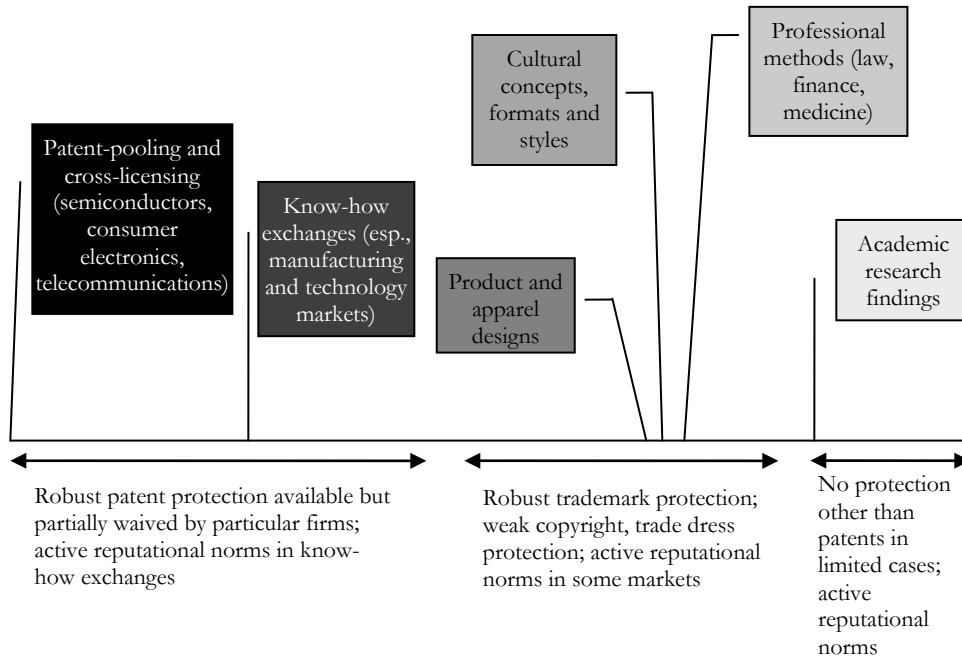 Patent-pooling and
cross-licensing
(semiconductors,
consumer
electronics,
telecommunications)
Know-how
exchanges (esp.,
manufacturing
and technology
markets)
Product and
apparel
designs
Cultural
concepts,
formats and
styles
Professional
methods (law,
finance,
medicine)
Academic
research
findings
Robust patent protection available but
partially waived by particular firms;
active reputational norms in know-
how exchanges
Robust trademark protection;
weak copyright, trade dress
protection; active reputational
norms in some markets
No protection
other than
patents in
limited cases;
active
reputational
norms